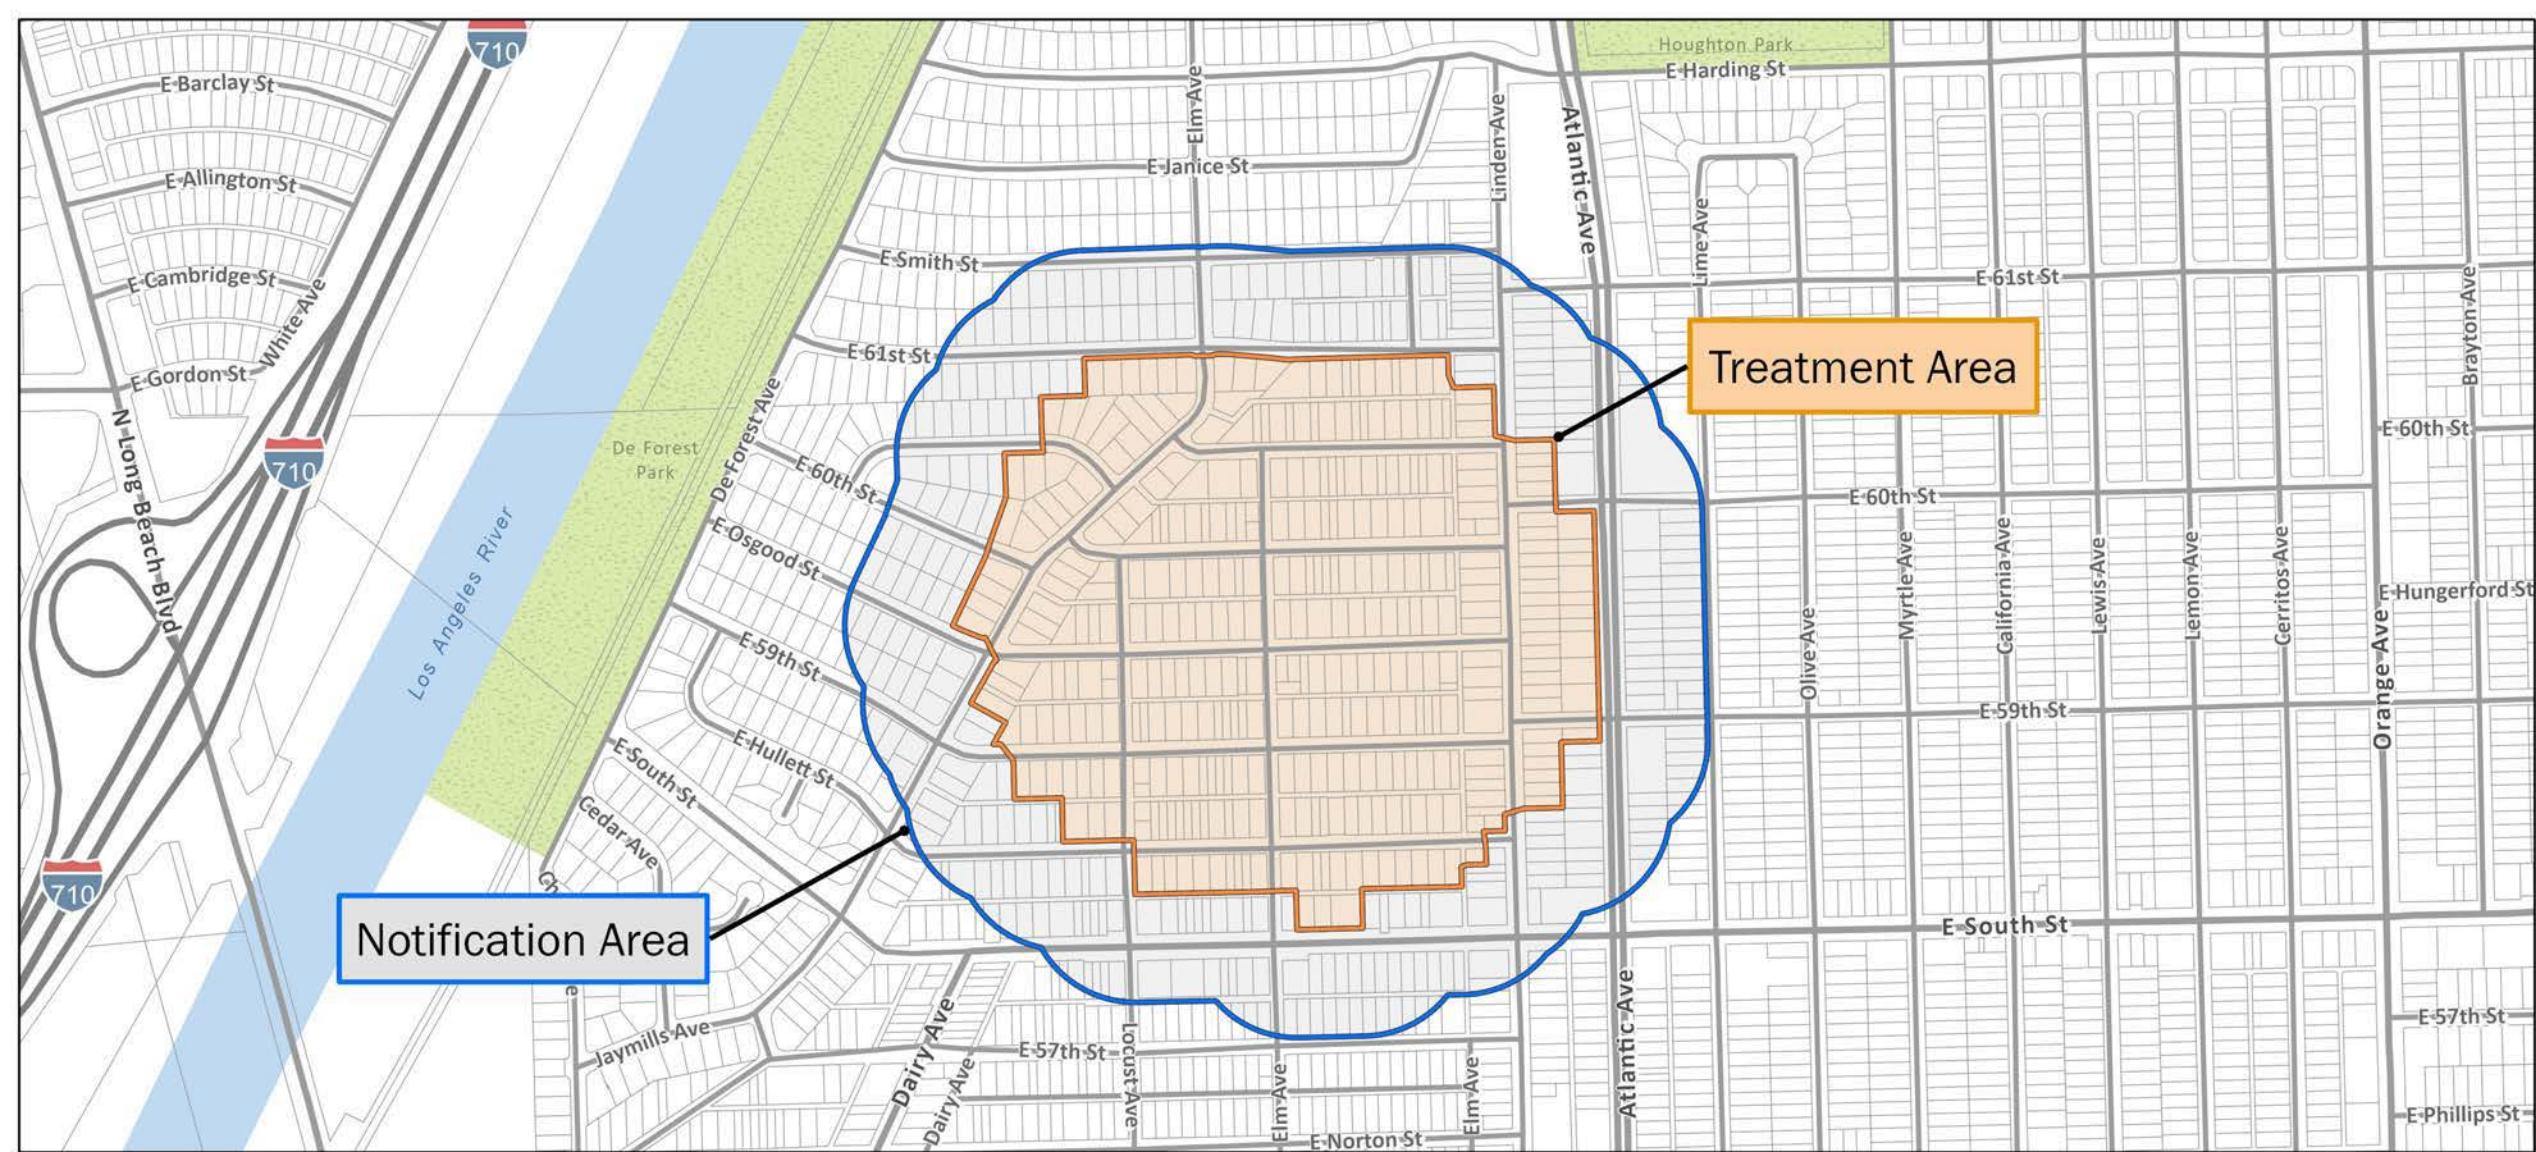 710
Houghton Park
E Harding St
E Barclay St
Elm Ave
Linden Ave
Atlantic Ave
E Janice St
E Allington St
Lime Ave
E Smith St
E Cambridge St
White Ave
E 61st St
Brayton Ave
Treatment Area
E 61st St
E Gordon St
De Forest Ave
N Long Beach Blvd
710
De Forest
Park
E 60th St
E 60th St
E 60th St
Los Angeles River
E Osgood St
Myrtle Ave
California Ave
Lewis Ave
Lemon Ave
Cerritos Ave
E Hungerford St
Olive Ave
Orange Ave
E 59th St
E 59th St
E Hullett St
E South St
Cedar Ave
710
Ch
Notification Area
E South St
e
Jaymills Ave
Dairy Ave
Dairy Ave
E 57th St
Locust Ave
Elm Ave
Elm Ave
Atlantic Ave
E 57th St
E Phillips St
E Norton St